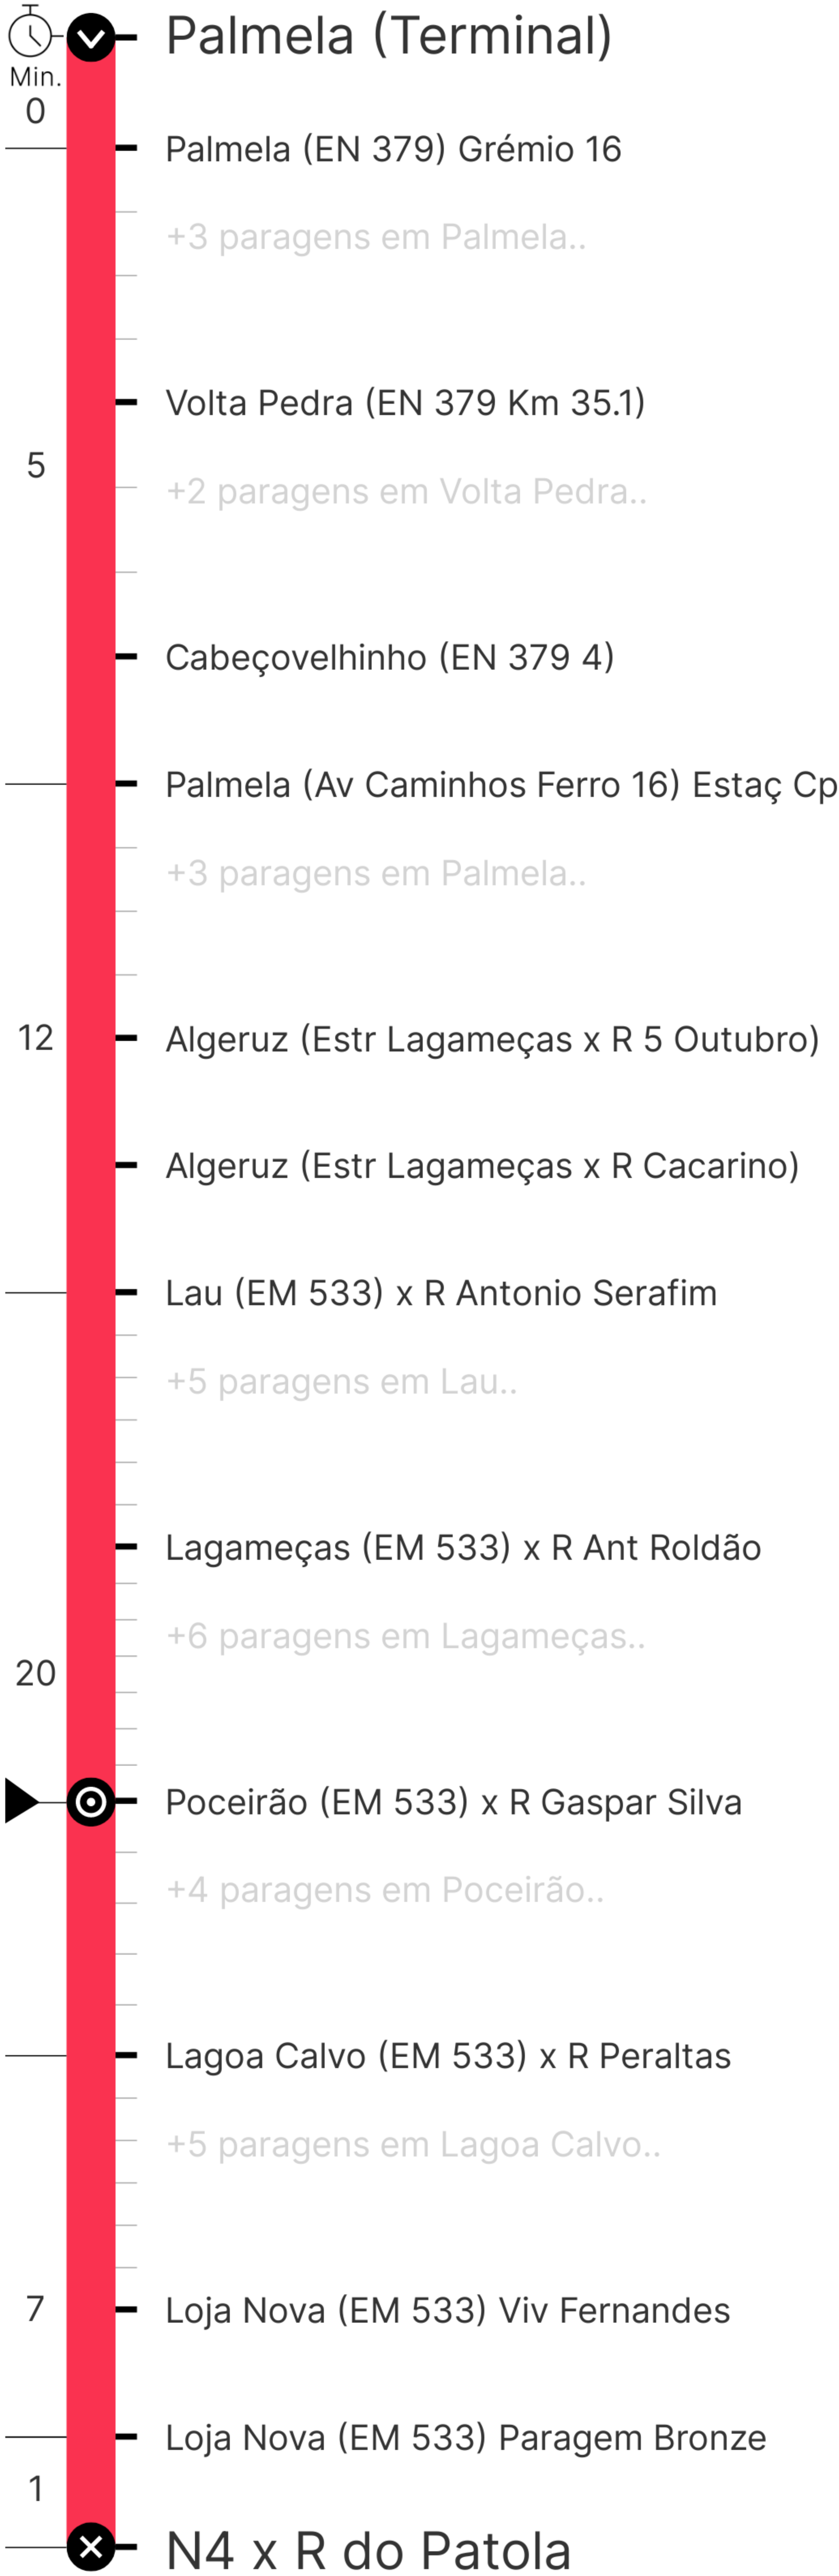 Palmela (Terminal)
Min.
0
Palmela (EN 379) Grémio 16
+3 paragens em Palmela..
Volta Pedra (EN 379 Km 35.1)
5
+2 paragens em Volta Pedra..
Cabeçovelhinho (EN 379 4)
Palmela (Av Caminhos Ferro 16) Estaç Cp
+3 paragens em Palmela..
12
Algeruz (Estr Lagameças x R 5 Outubro)
Algeruz (Estr Lagameças x R Cacarino)
Lau (EM 533) x R Antonio Serafim
+5 paragens em Lau..
Lagameças (EM 533) x R Ant Roldão
+6 paragens em Lagameças..
20
Poceirão (EM 533) x R Gaspar Silva
+4 paragens em Poceirão..
Lagoa Calvo (EM 533) x R Peraltas
+5 paragens em Lagoa Calvo..
7
Loja Nova (EM 533) Viv Fernandes
Loja Nova (EM 533) Paragem Bronze
1
N4 x R do Patola